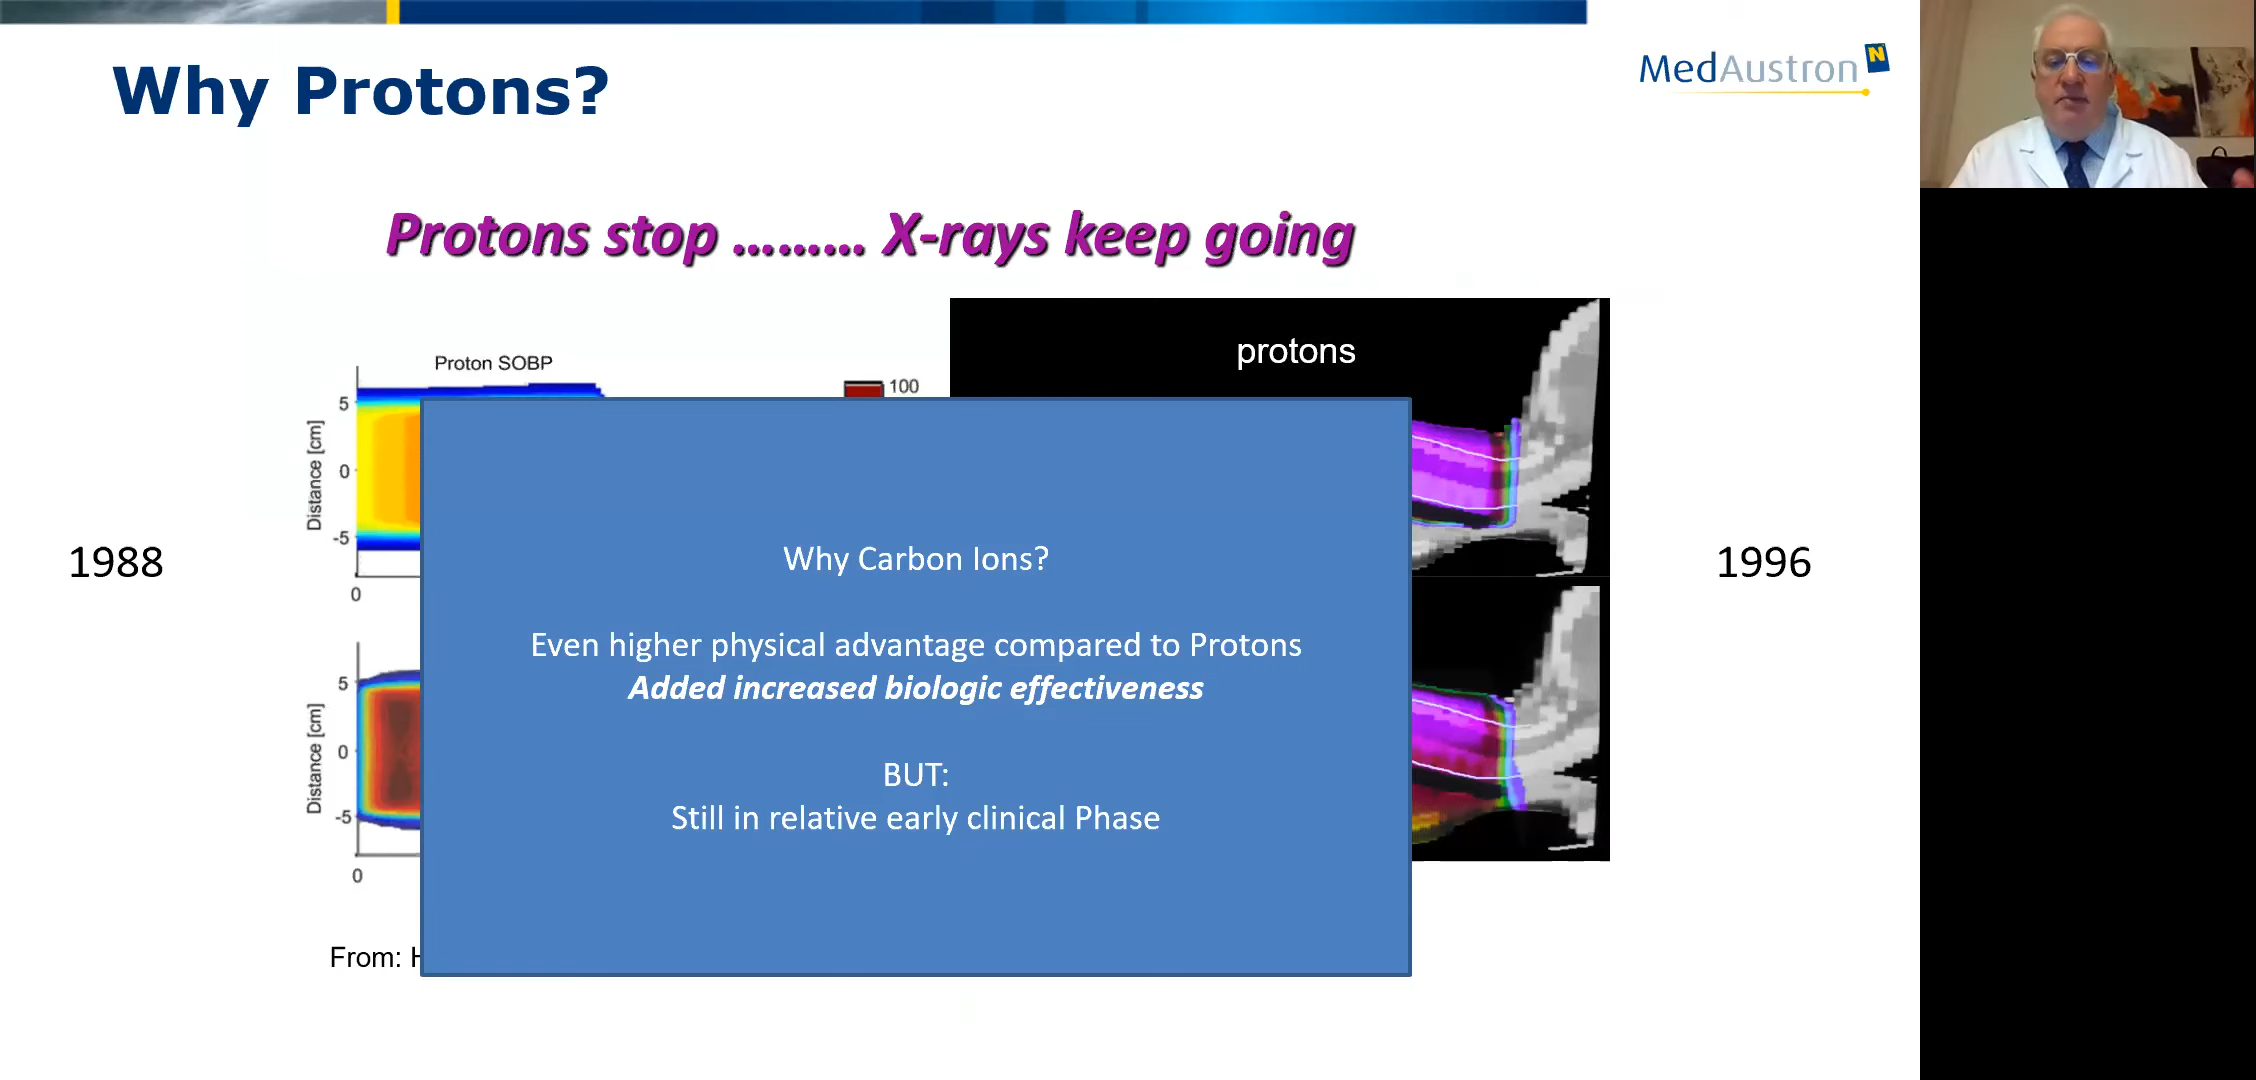 Why Protons?
MedAustron N
Protons stop ......... X-rays keep going
Proton SOBP
100
5
0
-5
Distance [cm]
0
5
0
-5
Distance [cm]
0
From:
protons
1988
1996
Why Carbon Ions?
Even higher physical advantage compared to Protons
Added increased biologic effectiveness
BUT:
Still in relative early clinical Phase